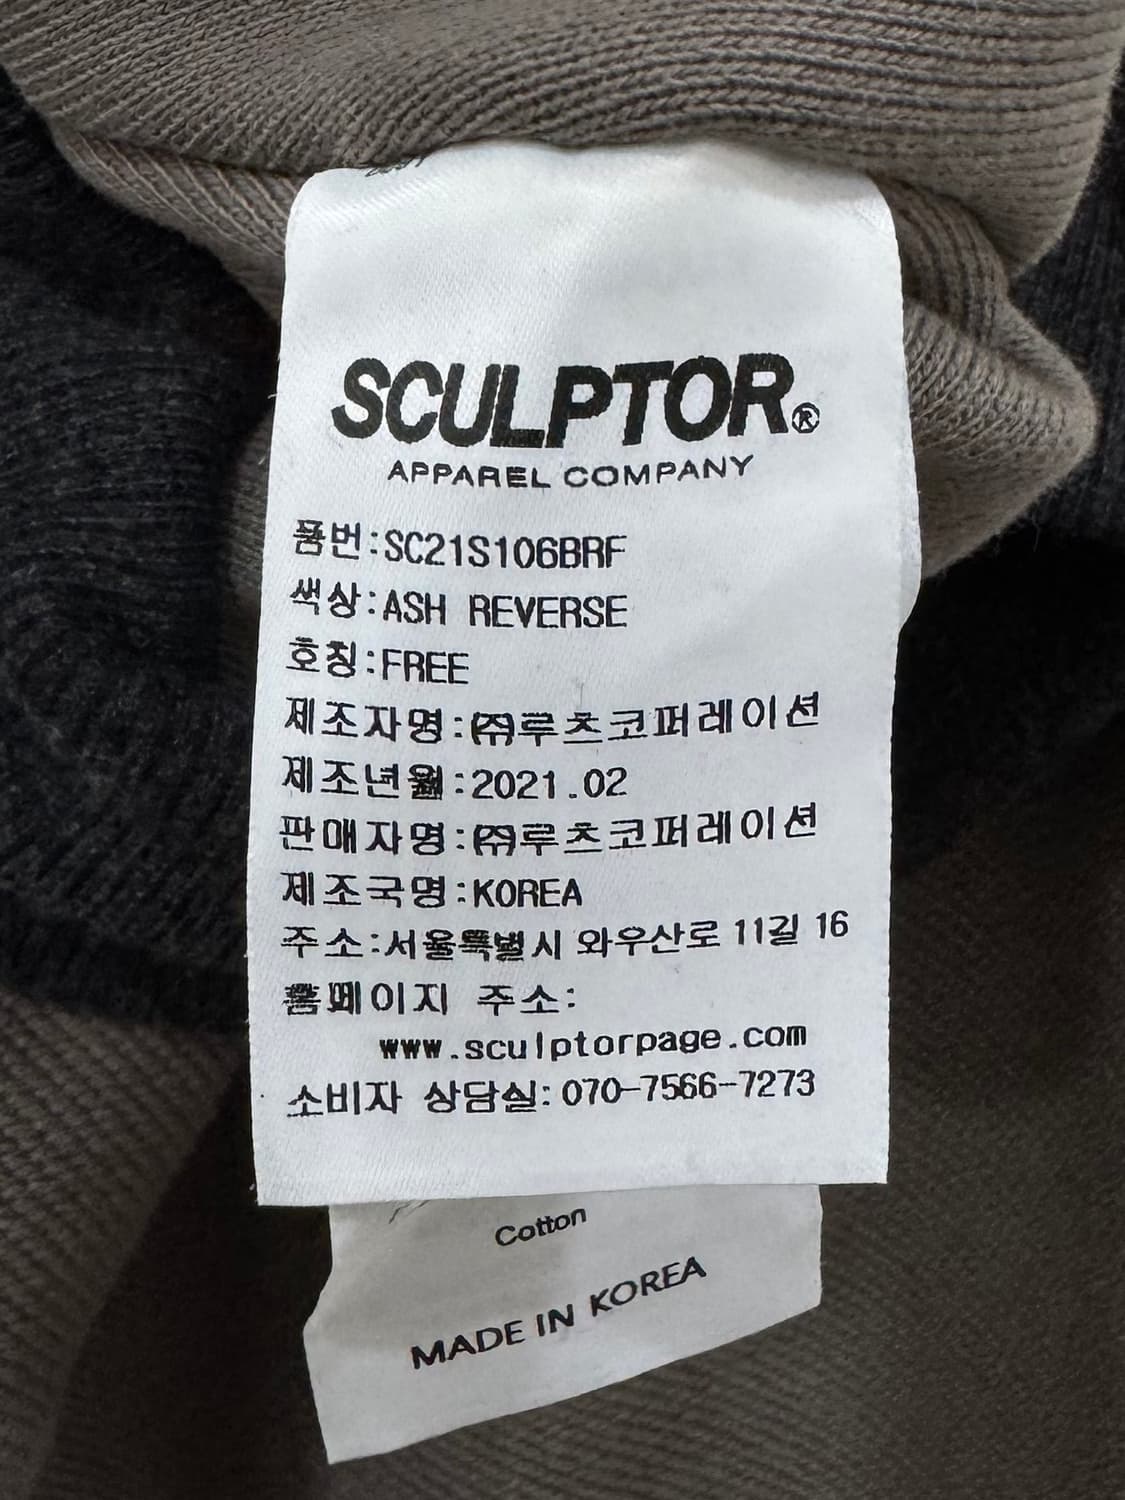 SCULPTOR®
APPAREL COMPANY
품번:SC21S106BRF
색상:ASH REVERSE
호칭:FREE
제조자명:㈜루츠코퍼레이션
제조년월:2021.02
판매자명:㈜루츠코퍼레이션
제조국명:KOREA
주소:서울특별시 와우산로 11길 16
홈페이지 주소:
www.sculptorpage.com
소비자 상담실:070-7566-7273
Cotton
MADE IN KOREA